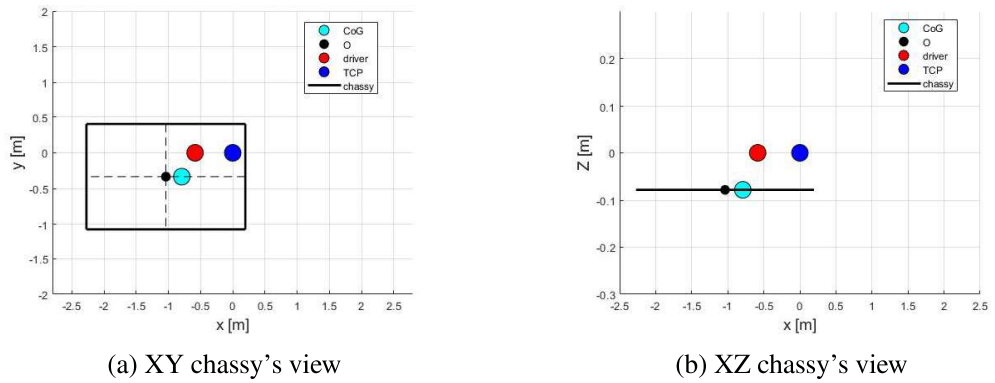 2
1.5
1
0.5
0
-0.5
-1
-1.5
-2
y [m]
-2.5 -2 -1.5 -1 -0.5 0 0.5 1 1.5 2 2.5
x [m]
CoG
O
driver
TCP
chassy
(a) XY chassy's view
0.2
0.1
0
-0.1
-0.2
-0.3
Z [m]
-2.5 -2 -1.5 -1 -0.5 0 0.5 1 1.5 2 2.5
x [m]
CoG
O
driver
TCP
chassy
(b) XZ chassy's view